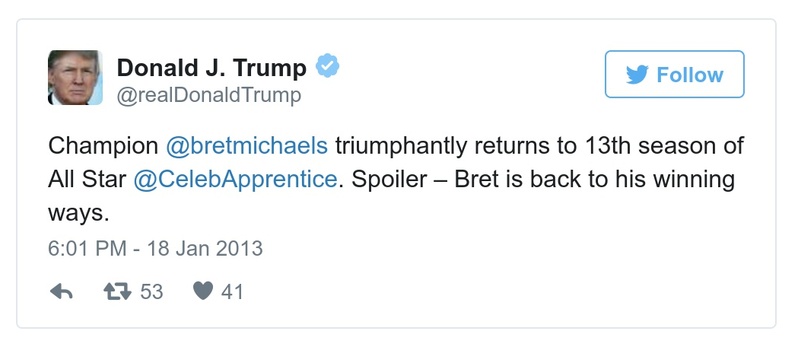 Donald J. Trump
Follow
@realDonaldTrump
Champion @bretmichaels triumphantly returns to 13th season of
All Star @CelebApprentice. Spoiler – Bret is back to his winning
ways.
6:01 PM - 18 Jan 2013
53 41